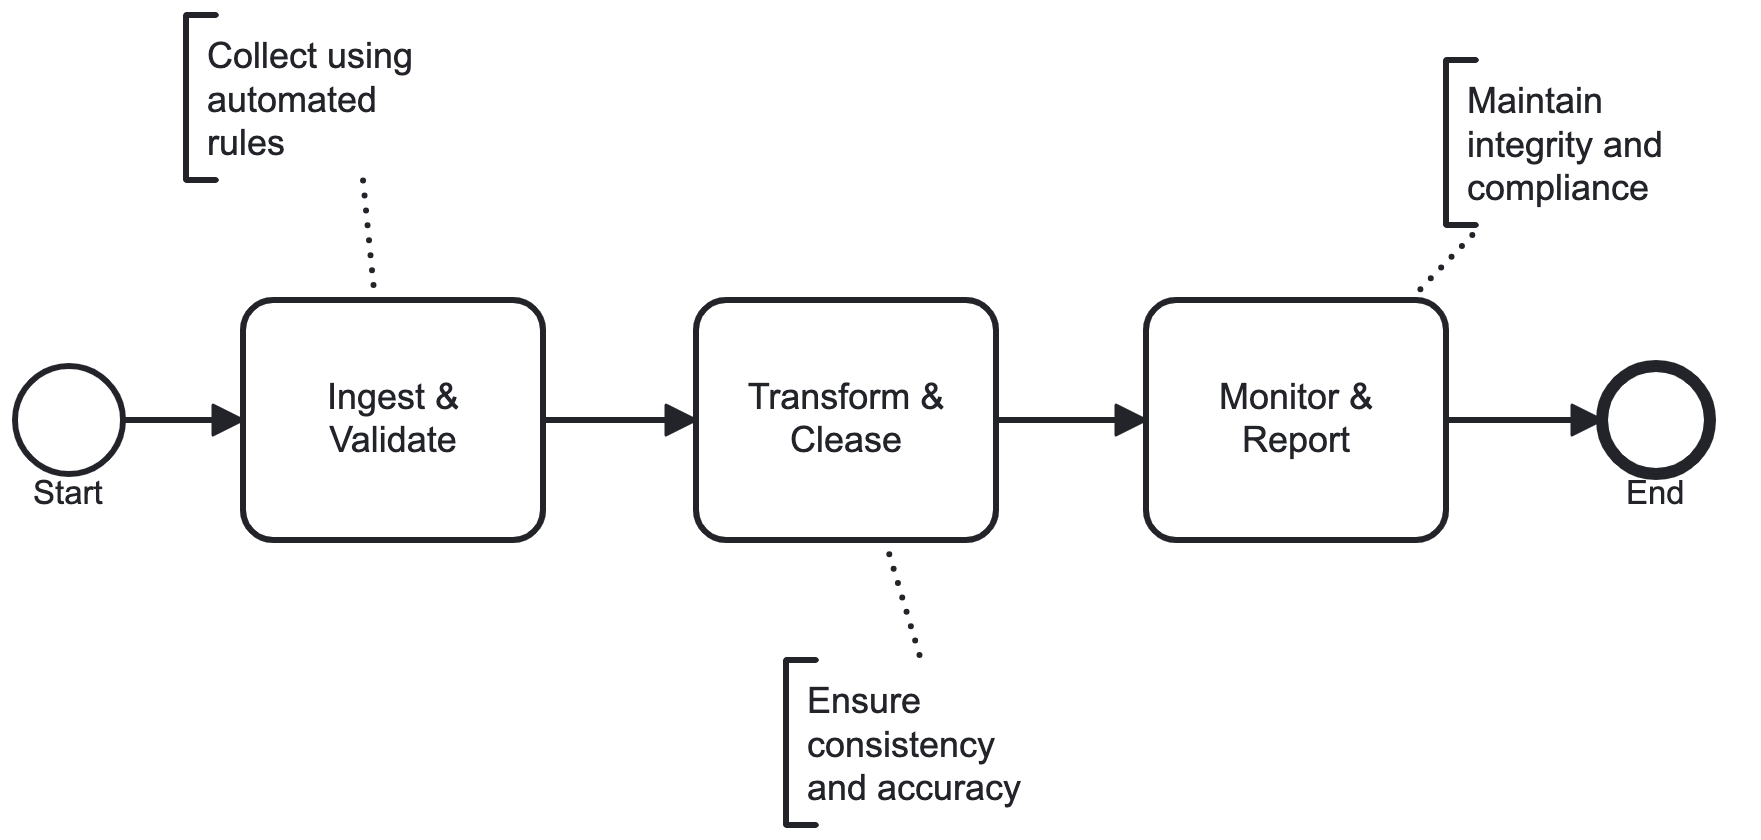 Collect using
automated
rules
Maintain
integrity and
compliance
Ingest &
Validate
Transform &
Clease
Monitor &
Report
Start
End
Ensure
consistency
and accuracy